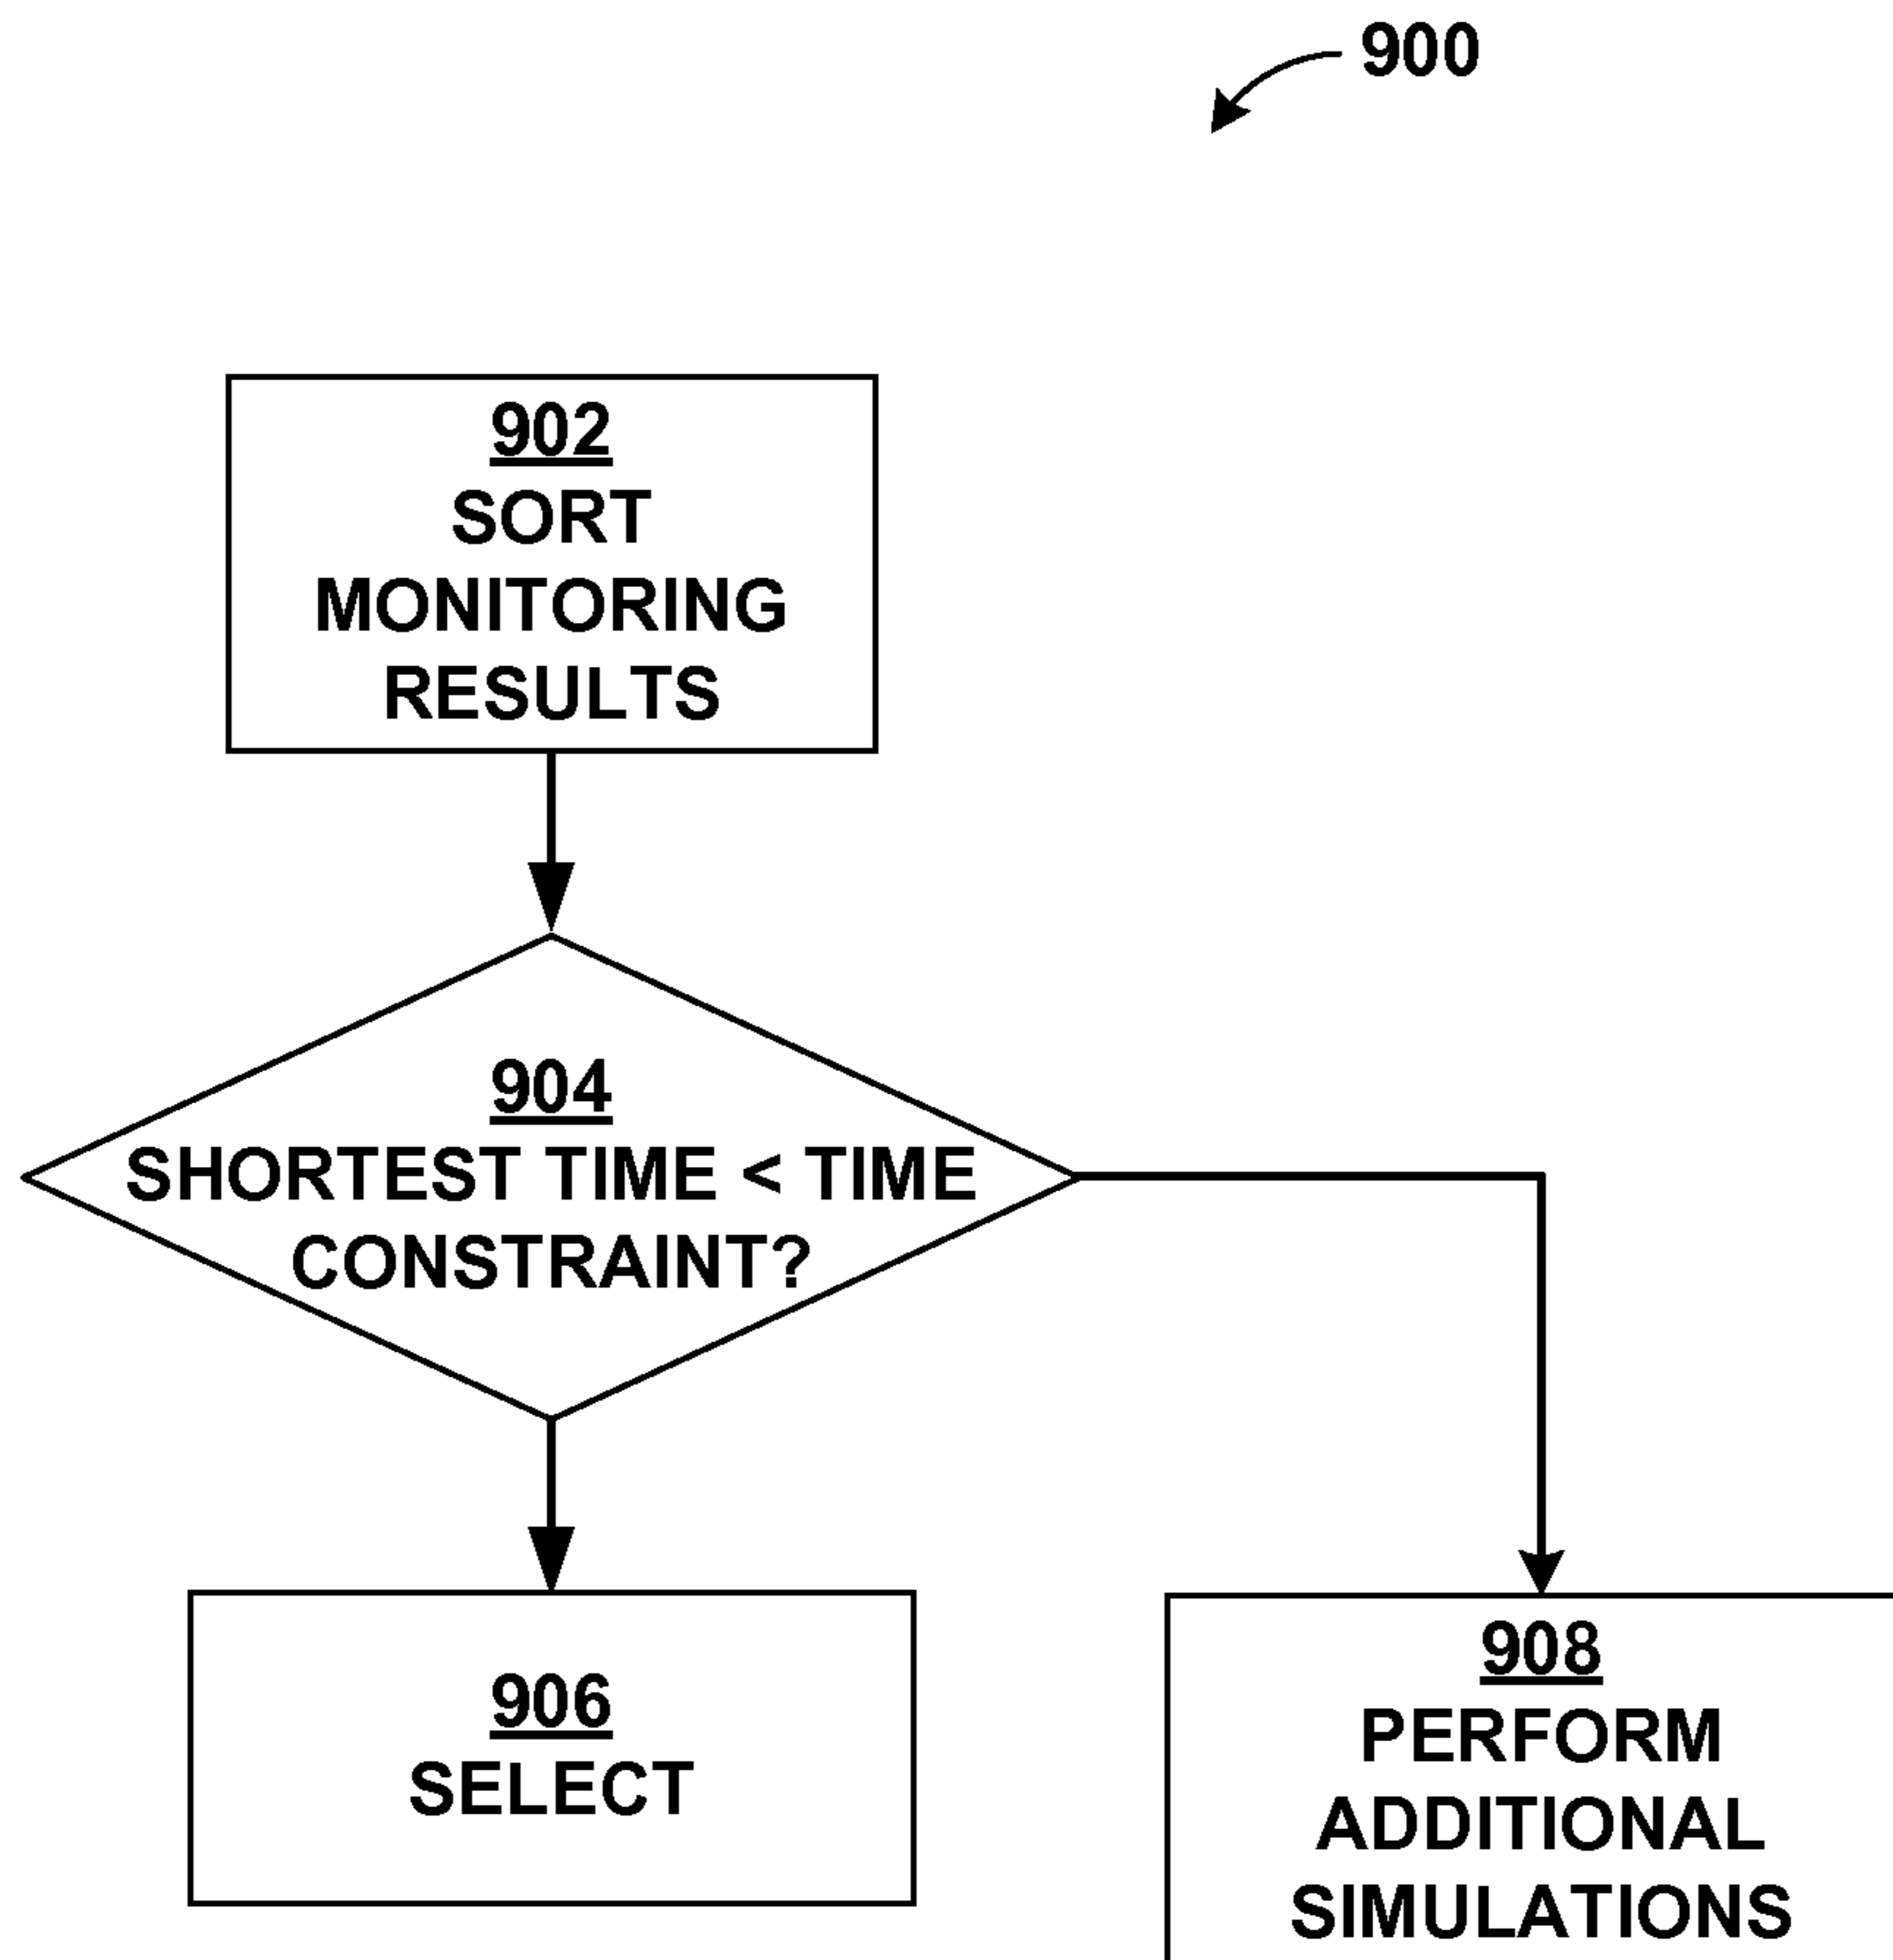 900
902
SORT
MONITORING
RESULTS
904
SHORTEST TIME < TIME
CONSTRAINT?
906
SELECT
908
PERFORM
ADDITIONAL
SIMULATIONS